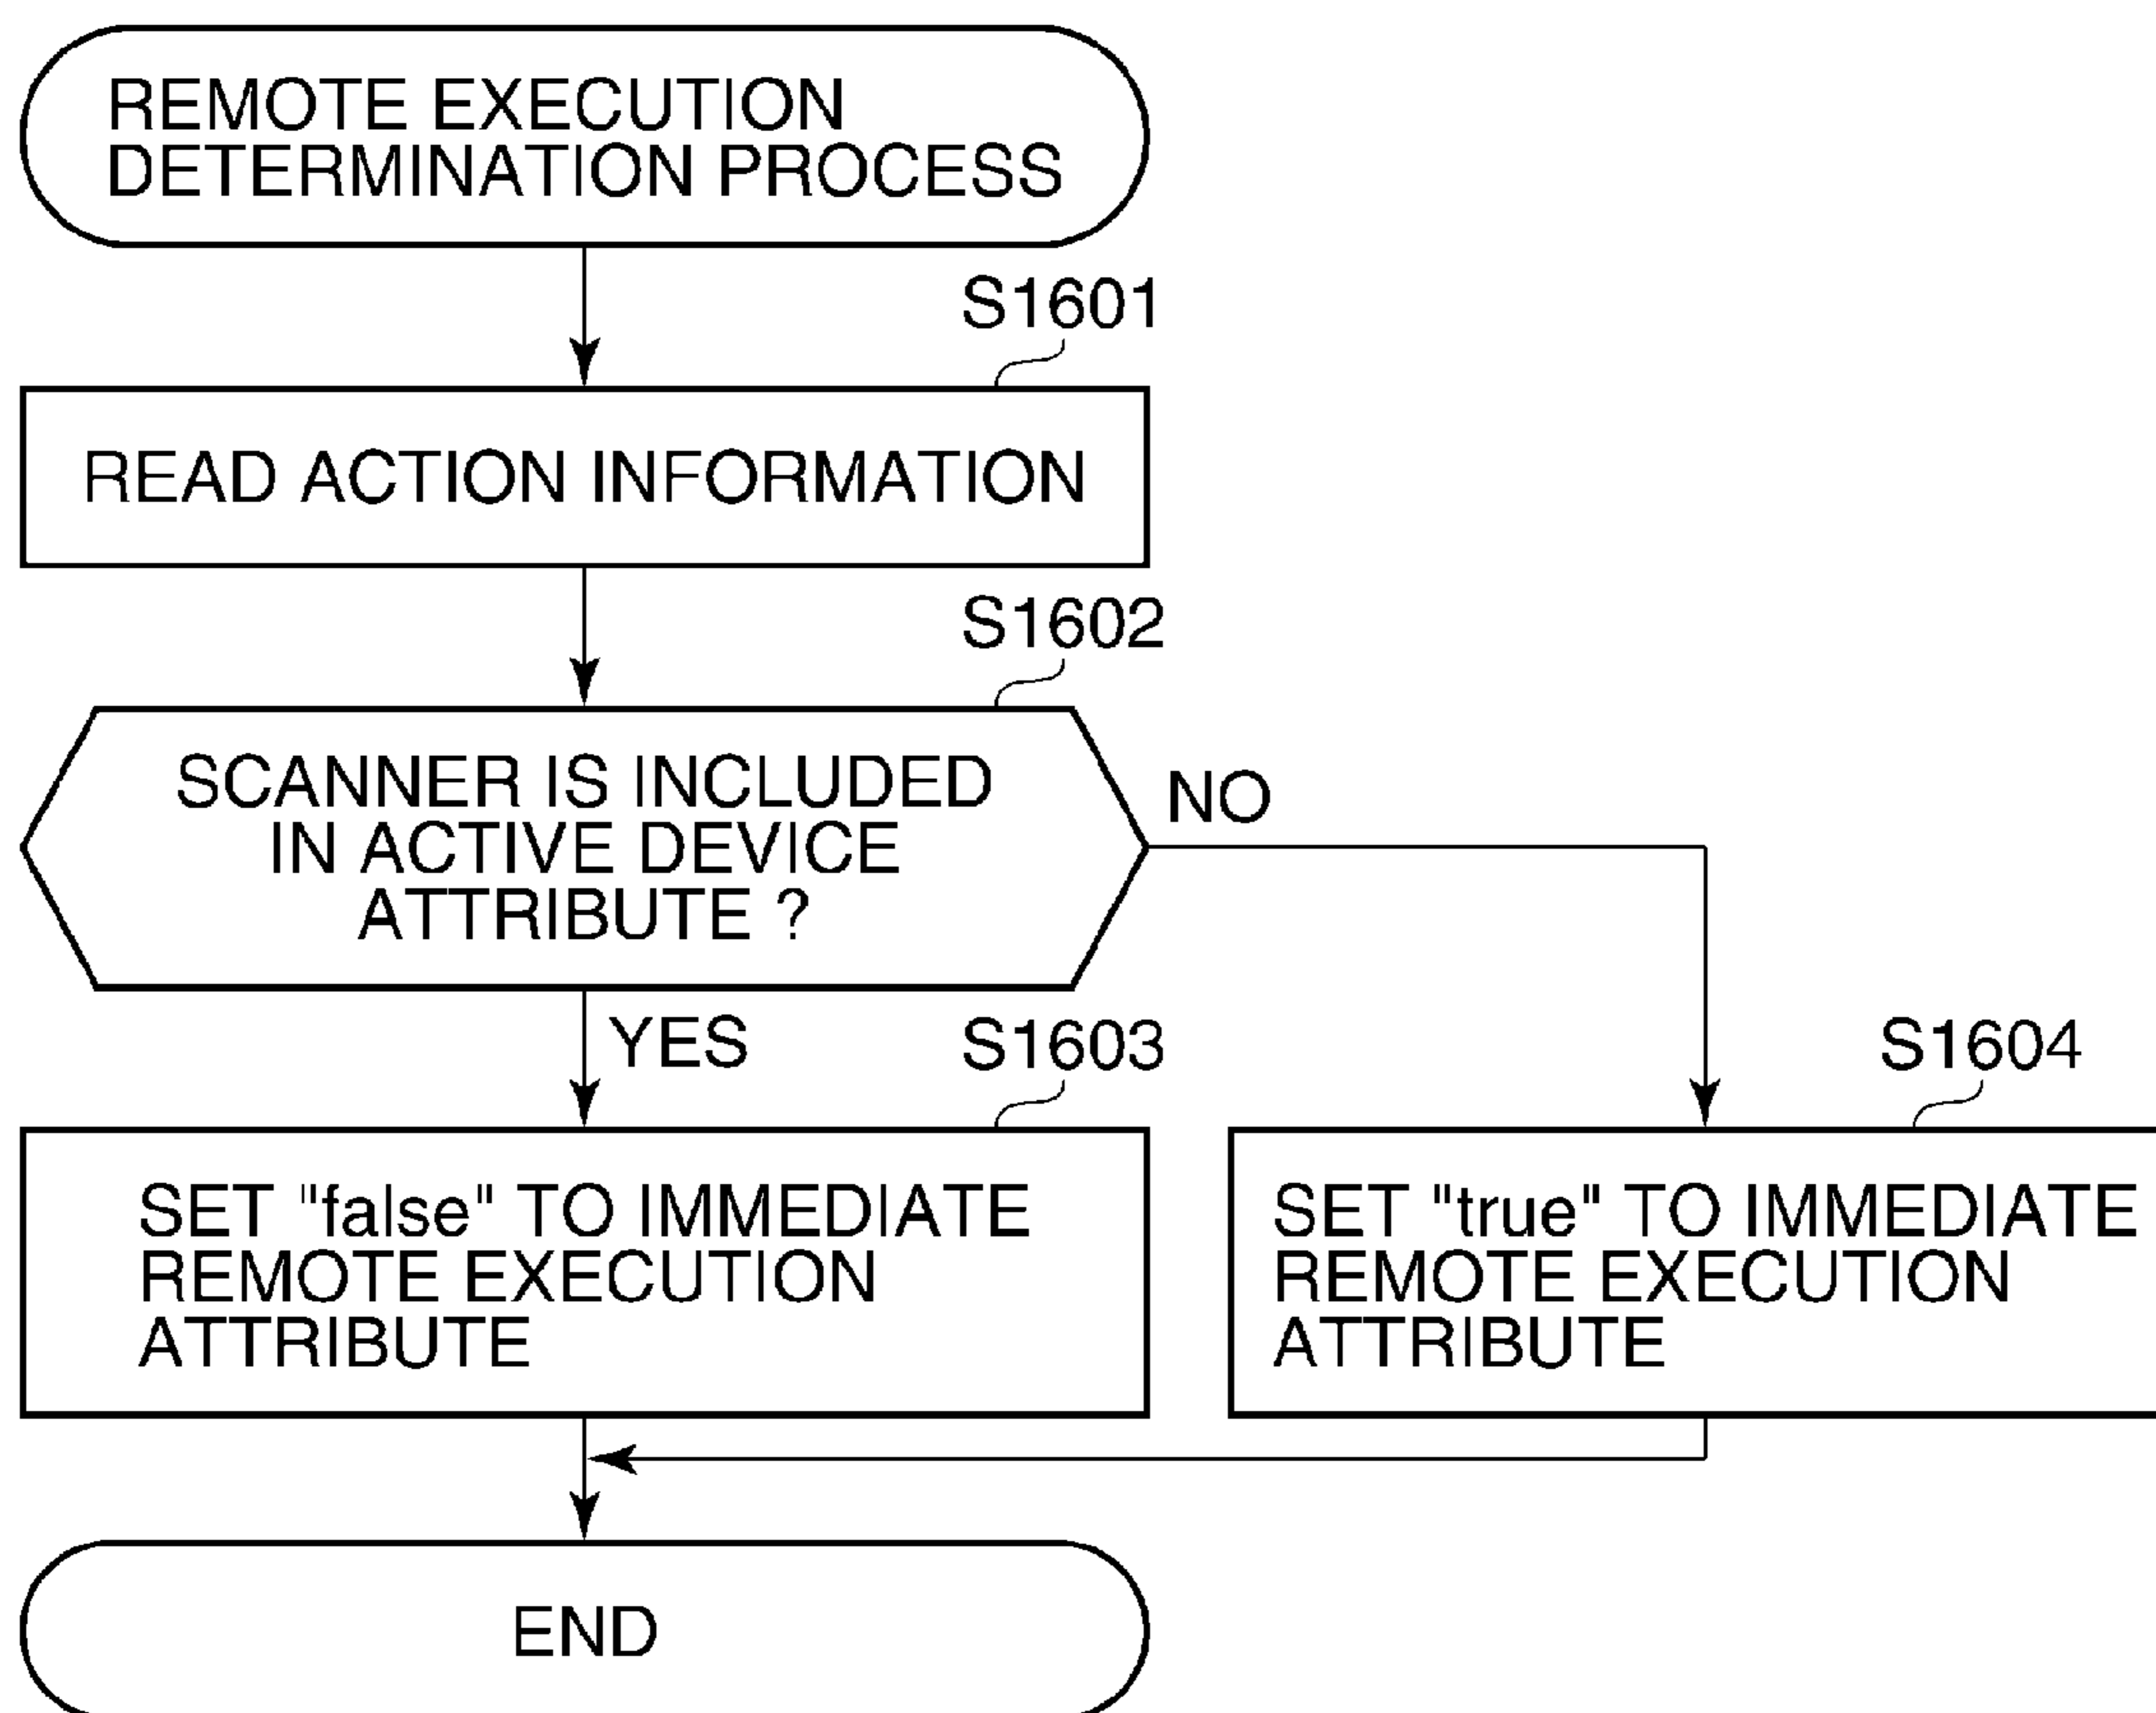 REMOTE EXECUTION
DETERMINATION PROCESS
S1601
READ ACTION INFORMATION
S1602
SCANNER IS INCLUDED
IN ACTIVE DEVICE
ATTRIBUTE ?
NO
YES
S1603
S1604
SET "false" TO IMMEDIATE
REMOTE EXECUTION
ATTRIBUTE
SET "true" TO IMMEDIATE
REMOTE EXECUTION
ATTRIBUTE
END